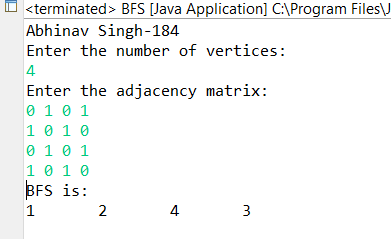 <terminated> BFS [Java Application] C:\Program Files\J
Abhinav Singh-184
Enter the number of vertices:
4
Enter the adjacency matrix:
0 1 0 1
1 0 1 0
0 1 0 1
1 0 1 0
BFS is:
1 2 4 3